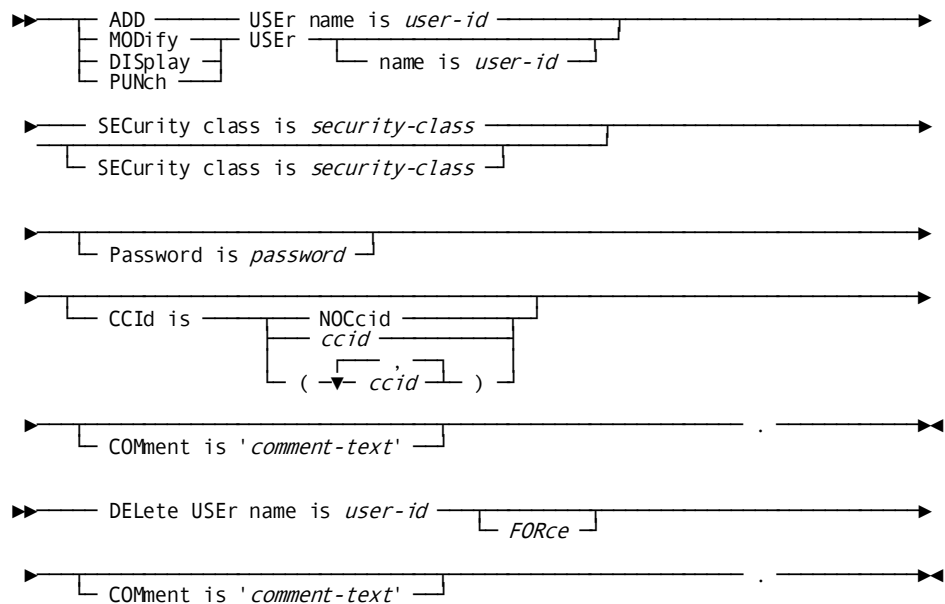 ADD USEr name is user-id
MODify USEr
DISplay name is user-id
PUNch
SECurity class is security-class
SECurity class is security-class
Password is password
CCId is NOCcid
ccid
,
( ccid )
.
COMment is 'comment-text'
DELete USEr name is user-id
FORce
.
COMment is 'comment-text'